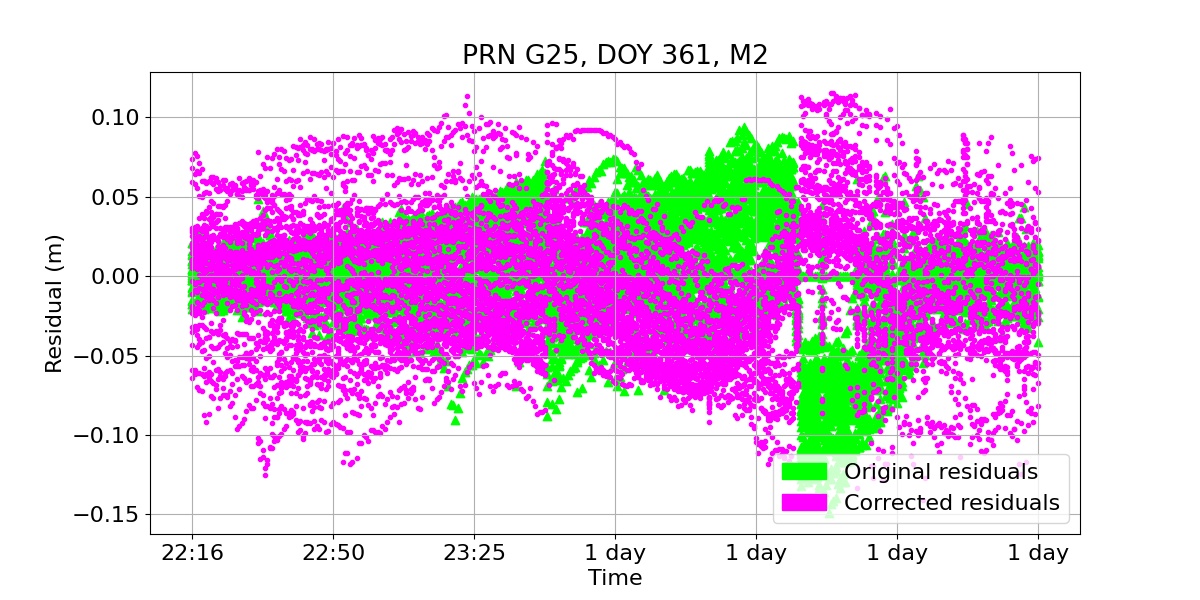 PRN G25, DOY 361, M2
Residual (m)
0.10
0.05
0.00
−0.05
−0.10
−0.15
Original residuals
Corrected residuals
22:16 22:50 23:25 1 day 1 day 1 day 1 day
Time